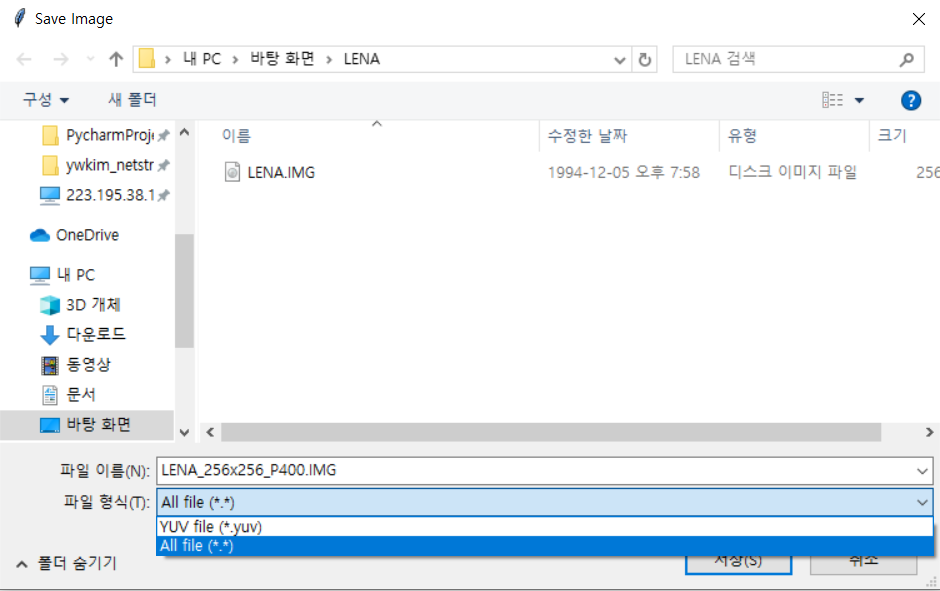 Save Image
내 PC > 바탕 화면 > LENA
LENA 검색
구성
새 폴더
?
PycharmProj
ywkim_netstr
223.195.38.1
OneDrive
내 PC
3D 개체
다운로드
동영상
문서
바탕 화면
이름 수정한 날짜 유형 크기
LENA.IMG 1994-12-05 오후 7:58 디스크 이미지 파일 256
파일 이름(N): LENA_256x256_P400.IMG
파일 형식(T): All file (*.*)
YUV file (*.yuv)
All file (*.*)
폴더 숨기기
저장(S)
취소